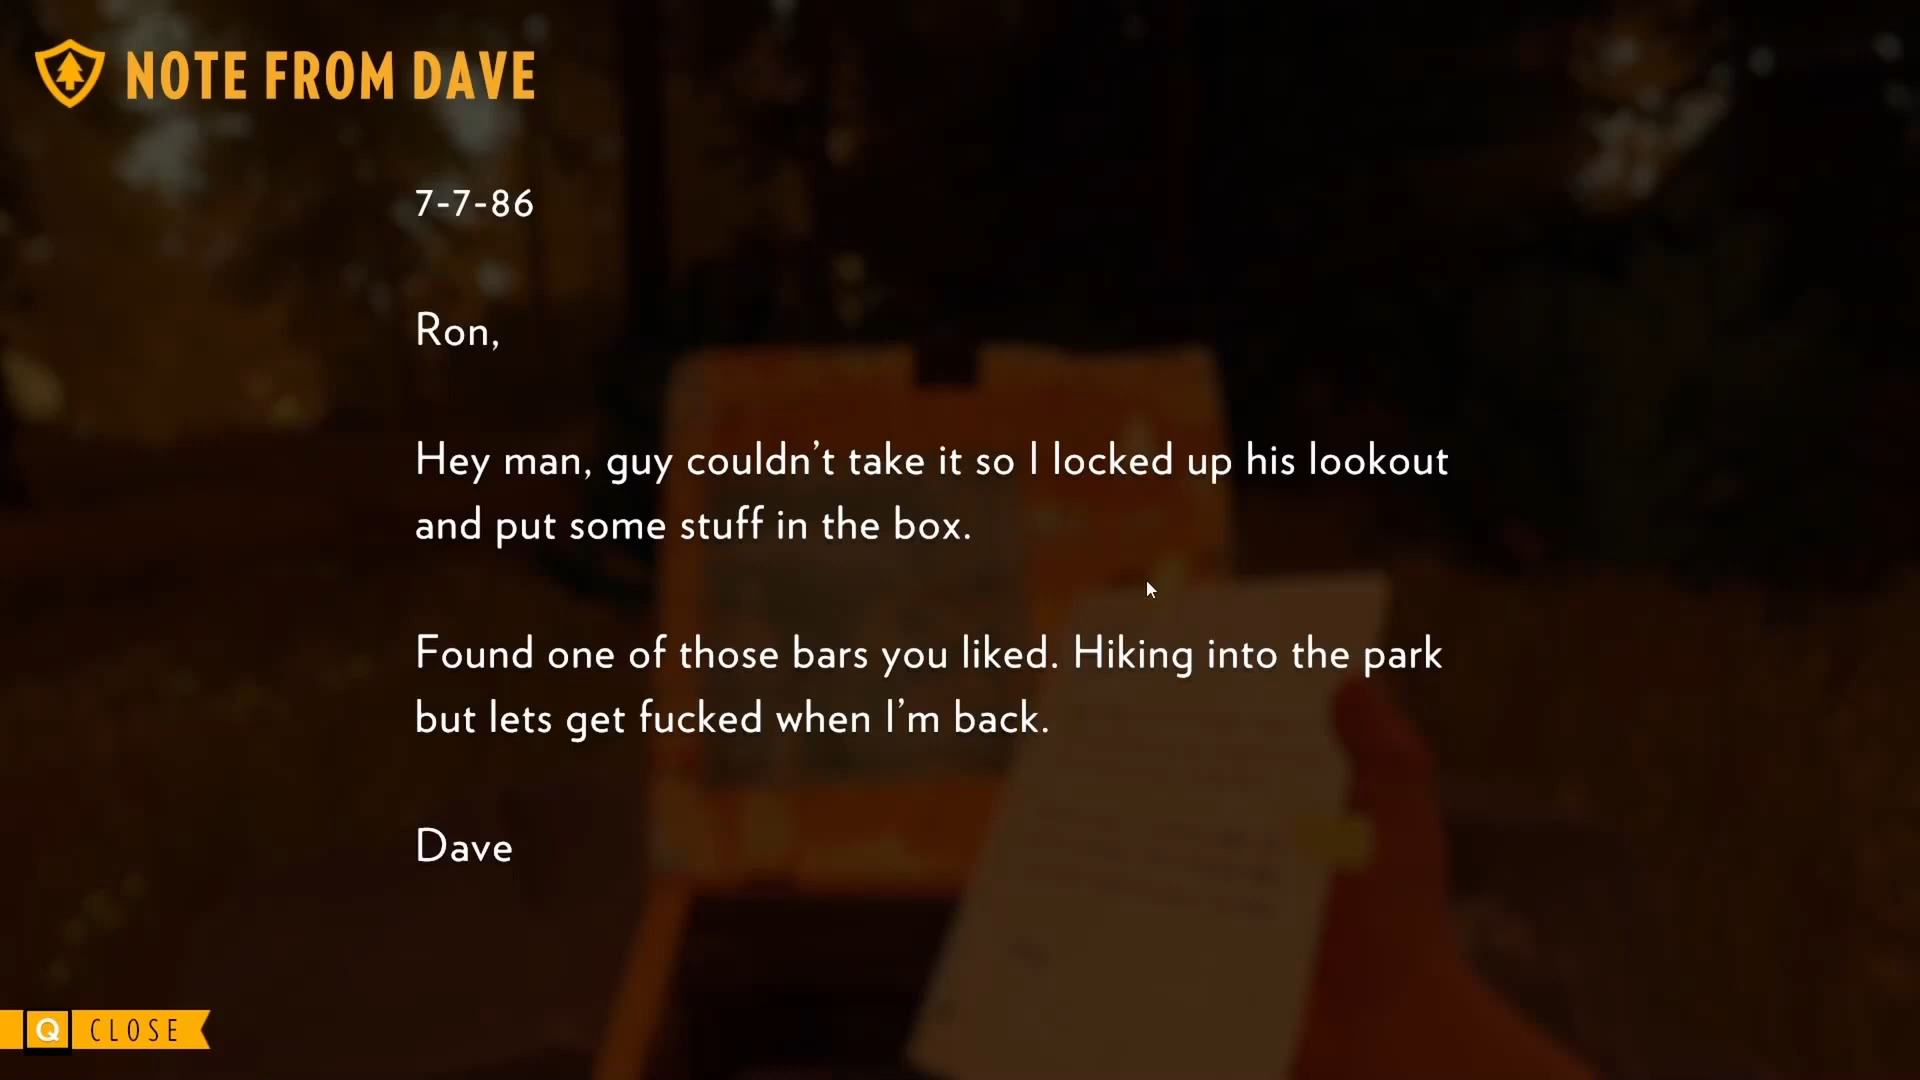 NOTE FROM DAVE
7-7-86
Ron,
Hey man, guy couldn’t take it so I locked up his lookout
and put some stuff in the box.
Found one of those bars you liked. Hiking into the park
but lets get fucked when I’m back.
Dave
Q CLOSE